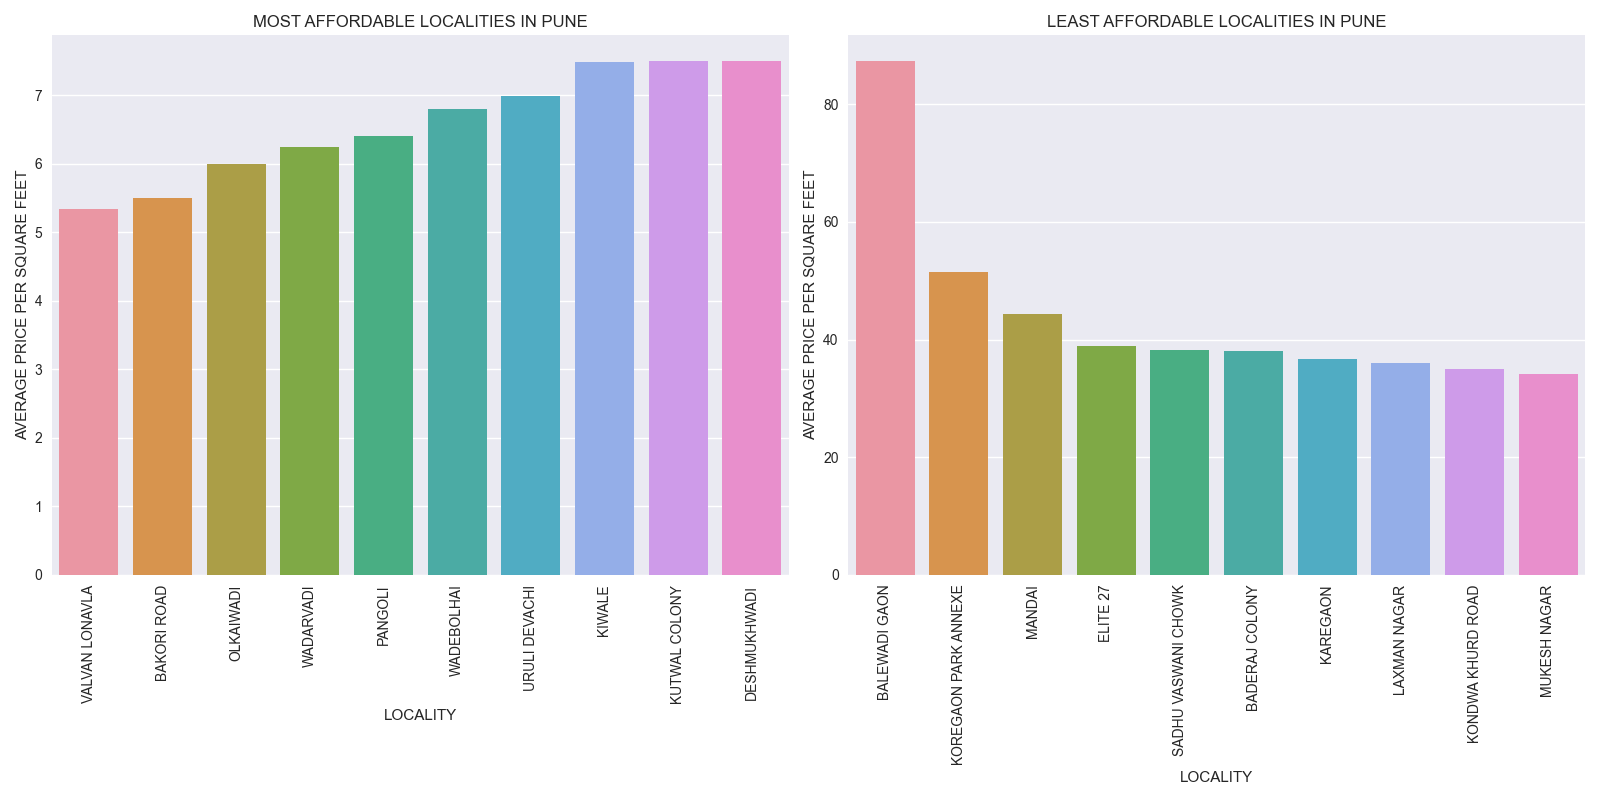 MOST AFFORDABLE LOCALITIES IN PUNE
AVERAGE PRICE PER SQUARE FEET
7
6
5
4
3
2
1
0
VALVAN LONAVLA
BAKORI ROAD
OLKAIWADI
WADARVADI
PANGOLI
WADEBOLHAI
URULI DEVACHI
KIWALE
KUTWAL COLONY
DESHMUKHWADI
LOCALITY
LEAST AFFORDABLE LOCALITIES IN PUNE
AVERAGE PRICE PER SQUARE FEET
80
60
40
20
0
BALEWADI GAON
KOREGAON PARK ANNEXE
MANDAI
ELITE 27
SADHU VASWANI CHOWK
BADERAJ COLONY
KAREGAON
LAXMAN NAGAR
KONDWA KHURD ROAD
MUKESH NAGAR
LOCALITY